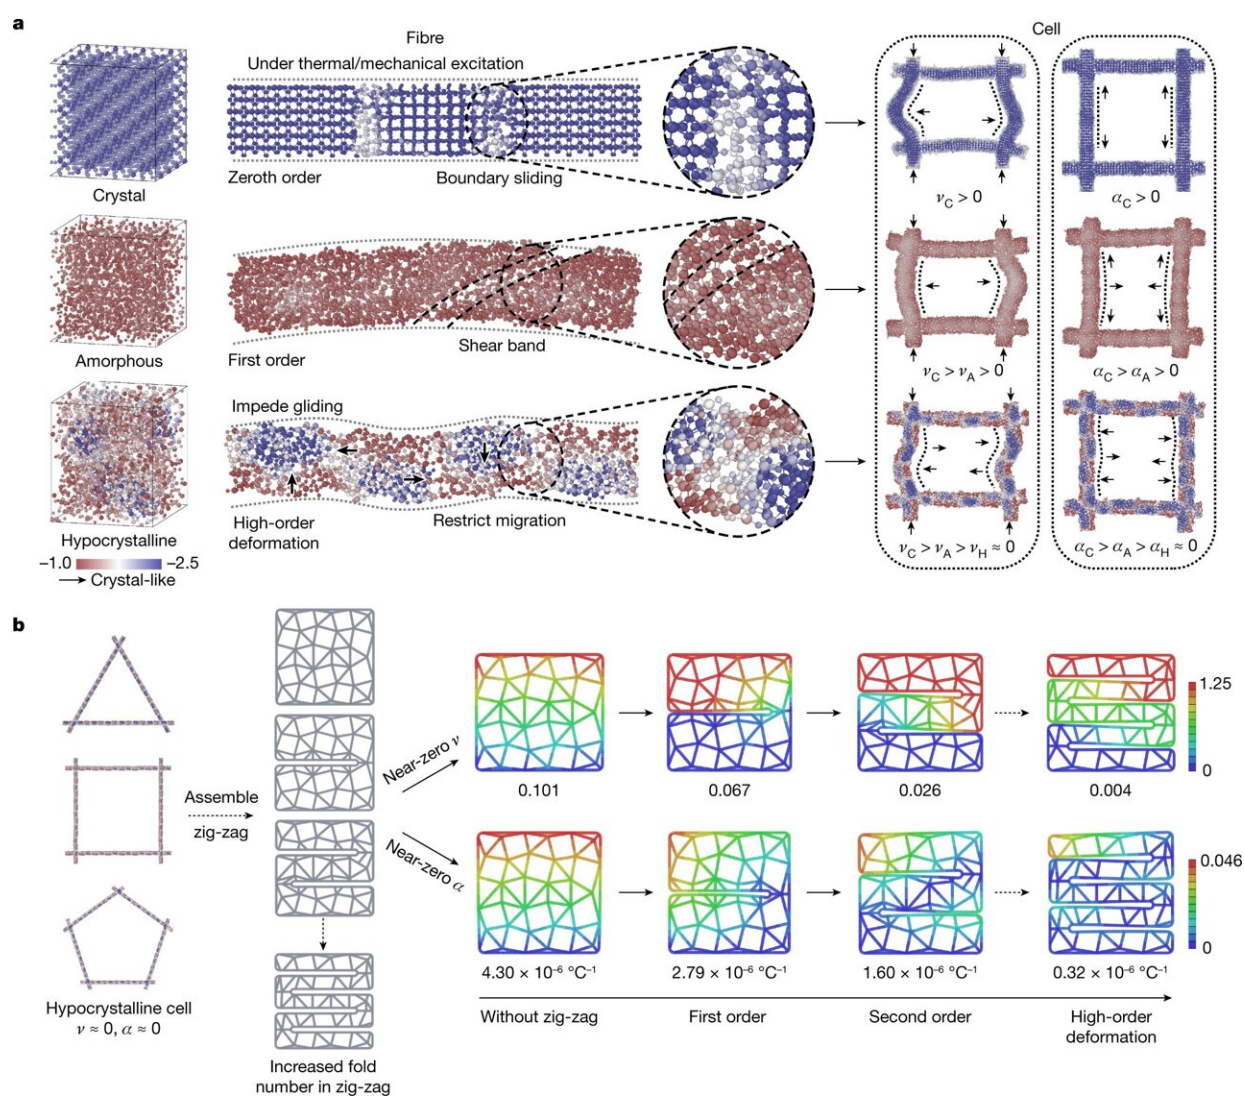 a
Fibre
Cell
Under thermal/mechanical excitation
Zeroth order
Boundary sliding
Crystal
ν_C > 0
α_C > 0
First order
Shear band
Amorphous
ν_C > ν_A > 0
α_C > α_A > 0
Impede gliding
High-order
deformation
Restrict migration
Hypocrystalline
ν_C > ν_A > ν_H ≈ 0
α_C > α_A > α_H ≈ 0
−1.0
−2.5
Crystal-like
b
Assemble
zig-zag
Near-zero ν
Near-zero α
1.25
0
0.101
0.067
0.026
0.004
0.046
0
4.30 × 10⁻⁶ °C⁻¹
2.79 × 10⁻⁶ °C⁻¹
1.60 × 10⁻⁶ °C⁻¹
0.32 × 10⁻⁶ °C⁻¹
Hypocrystalline cell
ν ≈ 0, α ≈ 0
Without zig-zag
First order
Second order
High-order
deformation
Increased fold
number in zig-zag